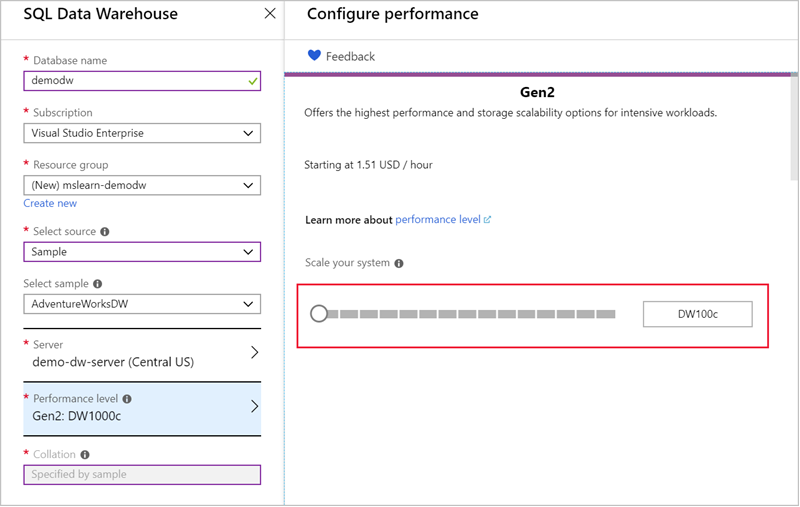 SQL Data Warehouse
* Database name
demodw
* Subscription
Visual Studio Enterprise
* Resource group
(New) mslearn-demodw
Create new
* Select source
Sample
Select sample
AdventureWorksDW
* Server
demo-dw-server (Central US)
* Performance level
Gen2: DW1000c
* Collation
Specified by sample
Configure performance
Feedback
Gen2
Offers the highest performance and storage scalability options for intensive workloads.
Starting at 1.51 USD / hour
Learn more about performance level
Scale your system
DW100c